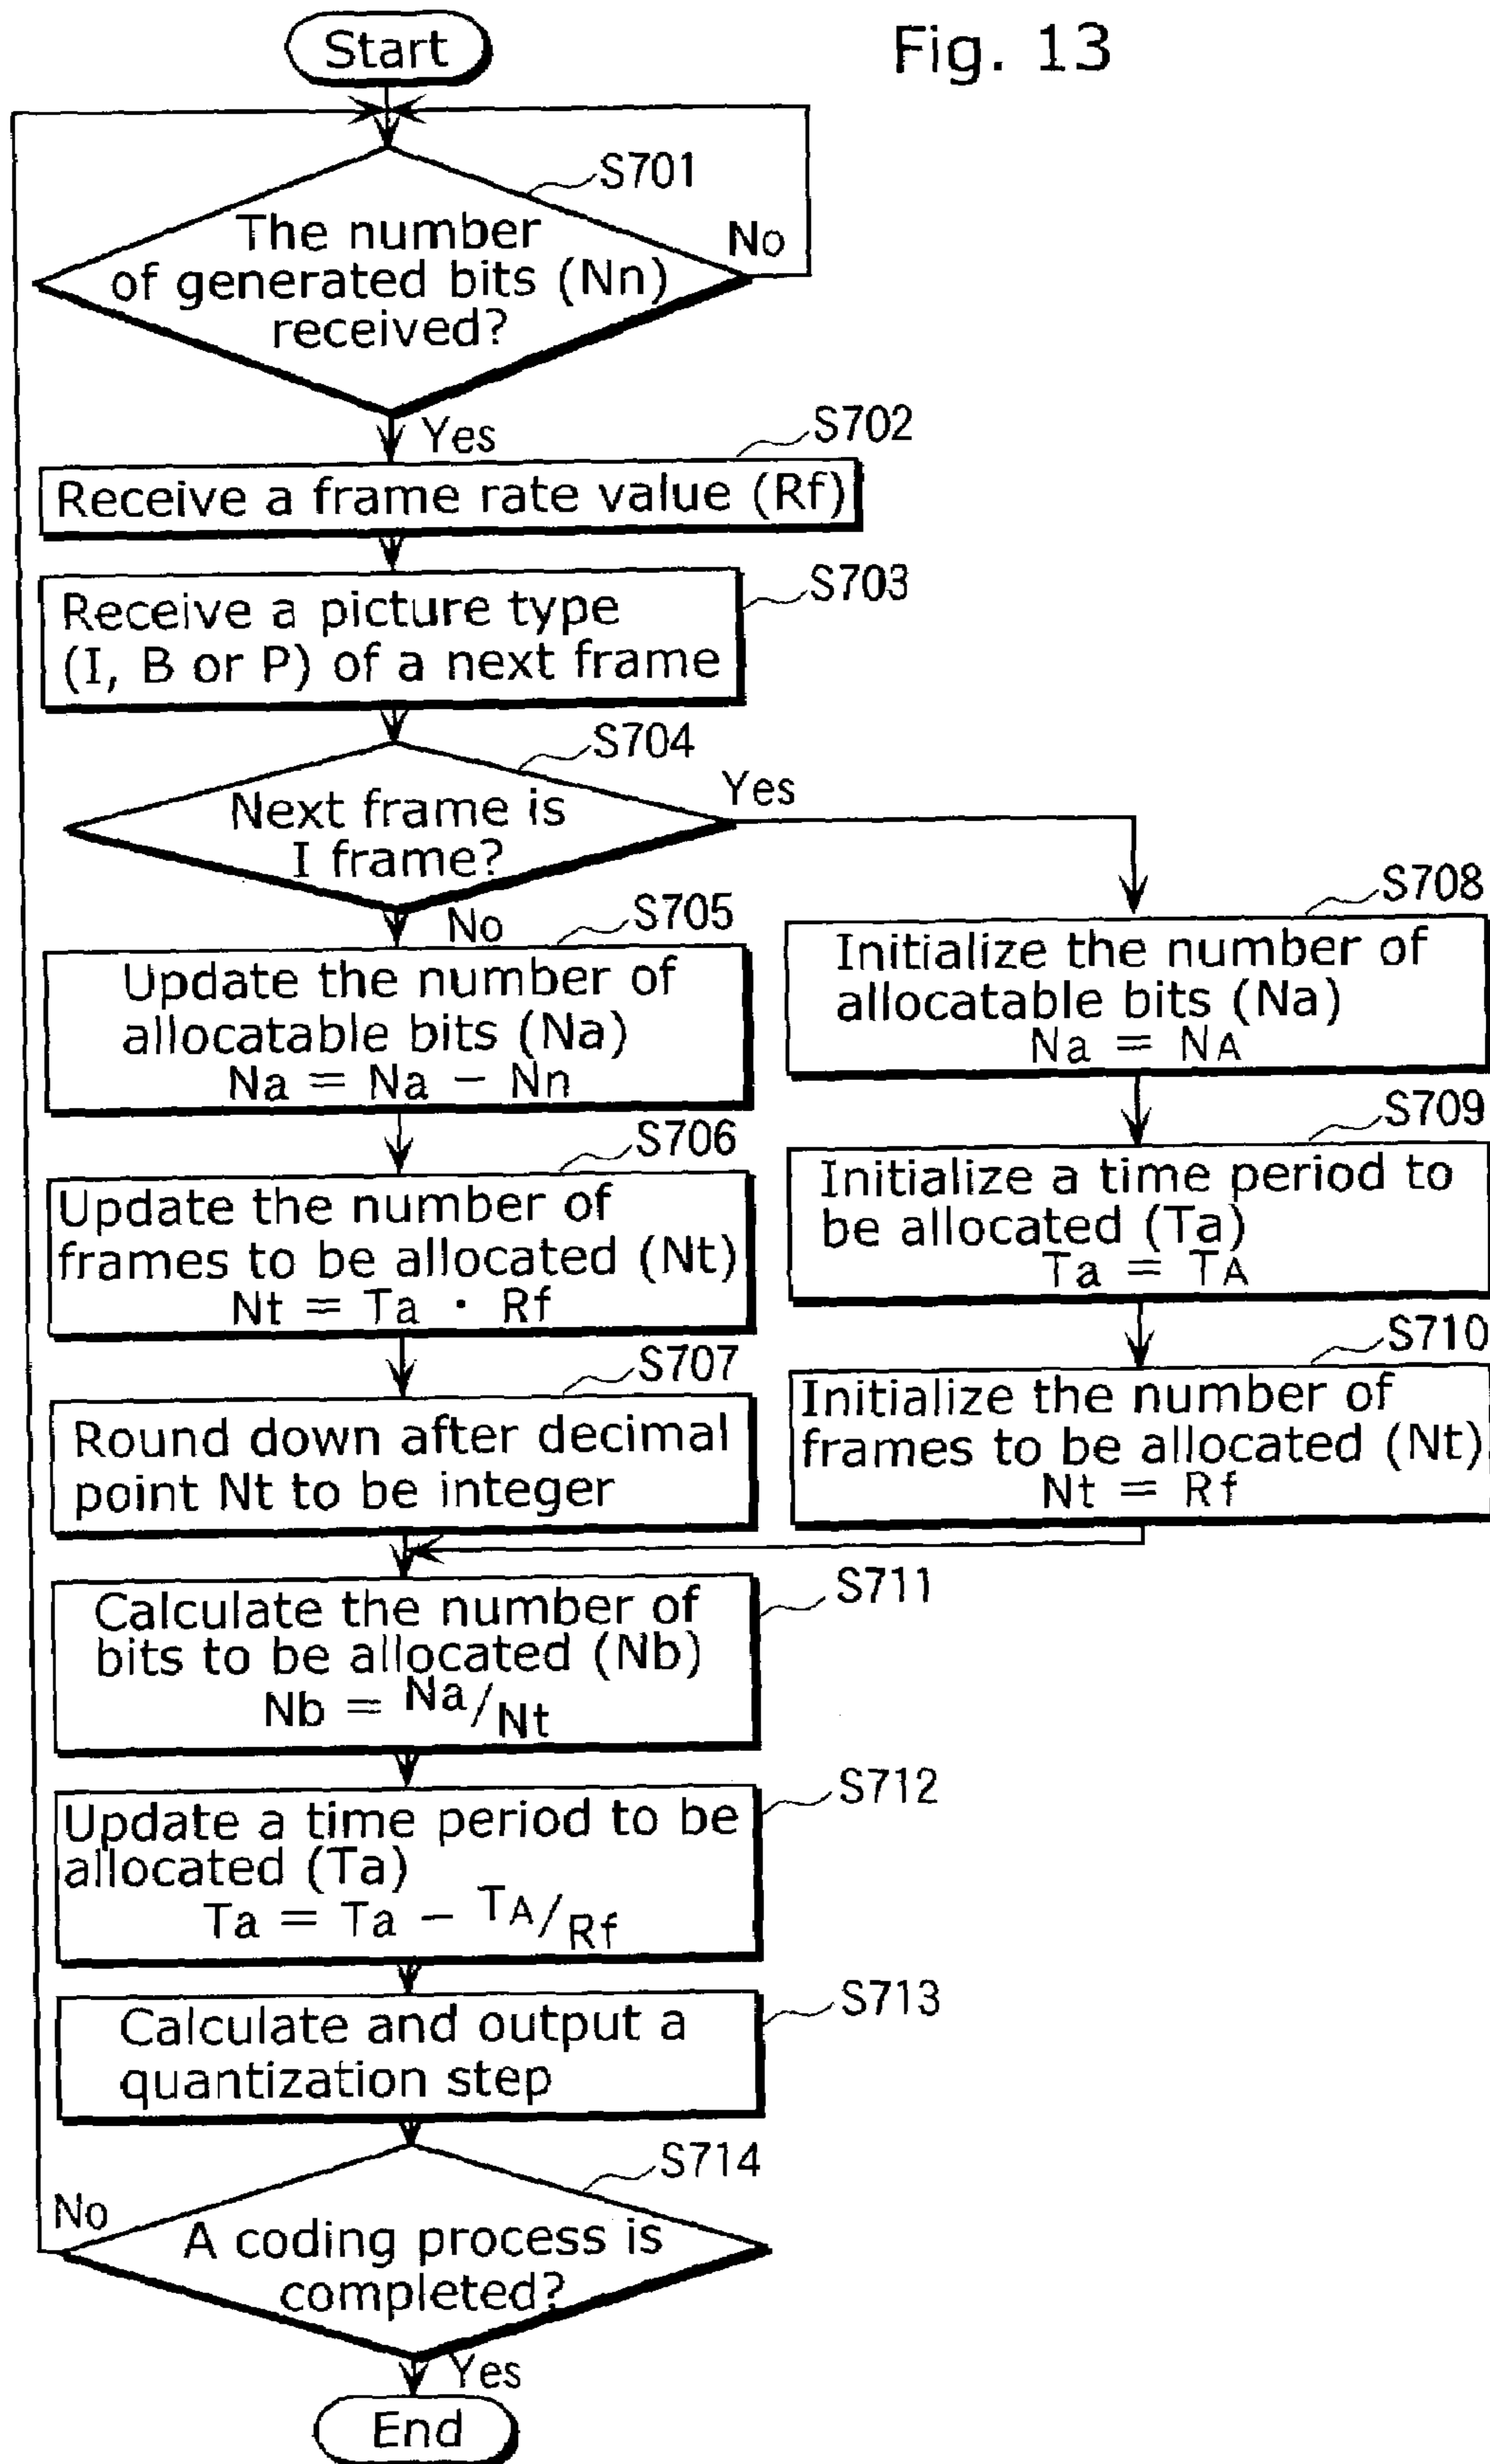 Fig. 13
Start
S701
The number
of generated bits (Nn)
received?
No
Yes
S702
Receive a frame rate value (Rf)
S703
Receive a picture type
(I, B or P) of a next frame
S704
Next frame is
I frame?
Yes
No
S705
Update the number of
allocatable bits (Na)
Na = Na − Nn
S706
Update the number of
frames to be allocated (Nt)
Nt = Ta · Rf
S707
Round down after decimal
point Nt to be integer
S708
Initialize the number of
allocatable bits (Na)
Na = NA
S709
Initialize a time period to
be allocated (Ta)
Ta = TA
S710
Initialize the number of
frames to be allocated (Nt)
Nt = Rf
S711
Calculate the number of
bits to be allocated (Nb)
Nb = Na/Nt
S712
Update a time period to be
allocated (Ta)
Ta = Ta − TA/Rf
S713
Calculate and output a
quantization step
S714
No
A coding process is
completed?
Yes
End